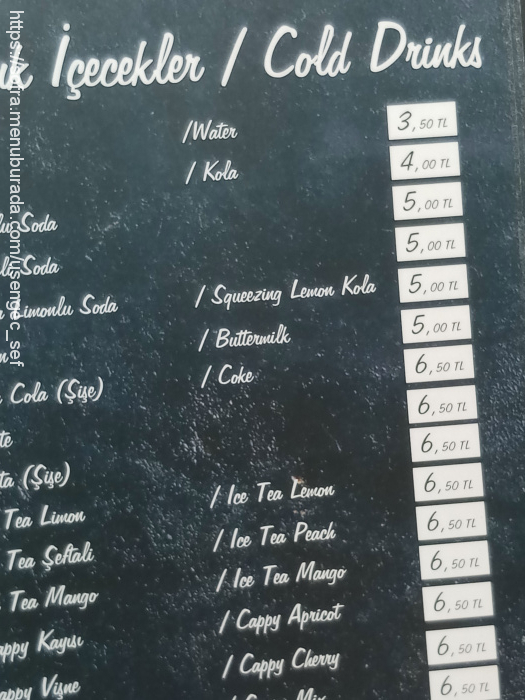 İçecekler / Cold Drinks
/Water 3,50 TL
/ Kola 4,00 TL
Soda 5,00 TL
Soda 5,00 TL
Limonlu Soda / Squeezing Lemon Kola 5,00 TL
/ Buttermilk 5,00 TL
Cola (Şişe) / Coke 6,50 TL
6,50 TL
(Şişe) 6,50 TL
Tea Limon / Ice Tea Lemon 6,50 TL
Tea Şeftali / Ice Tea Peach 6,50 TL
Tea Mango / Ice Tea Mango 6,50 TL
Kayısı / Cappy Apricot 6,50 TL
Vişne / Cappy Cherry 6,50 TL
6,50 TL